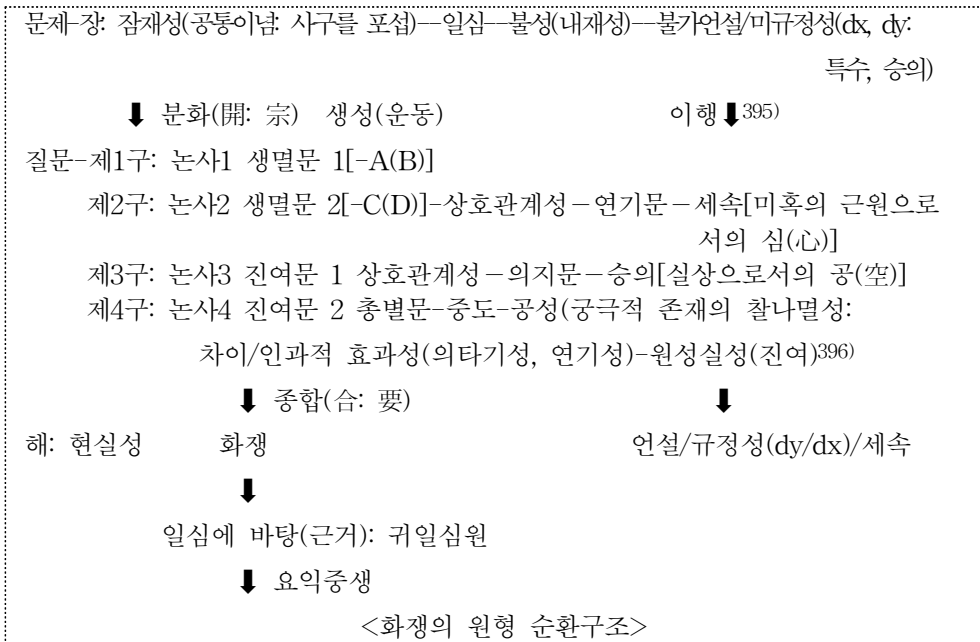 문제-장: 잠재성(공통이념: 사구를 포섭)--일심--불성(내재성)--불가언설/미규정성(dx, dy:
특수, 승의)
⬇ 분화(開: 宗) 생성(운동) 이행⬇395)
질문-제1구: 논사1 생멸문 1[-A(B)]
제2구: 논사2 생멸문 2[-C(D)]-상호관계성-연기문-세속[미혹의 근원으로
서의 심(心)]
제3구: 논사3 진여문 1 상호관계성-의지문-승의[실상으로서의 공(空)]
제4구: 논사4 진여문 2 총별문-중도-공성(궁극적 존재의 찰나멸성:
차이/인과적 효과성(의타기성, 연기성)-원성실성(진여)396)
⬇ 종합(合: 要) ⬇
해: 현실성 화쟁 언설/규정성(dy/dx)/세속
⬇
일심에 바탕(근거): 귀일심원
⬇ 요익중생
<화쟁의 원형 순환구조>